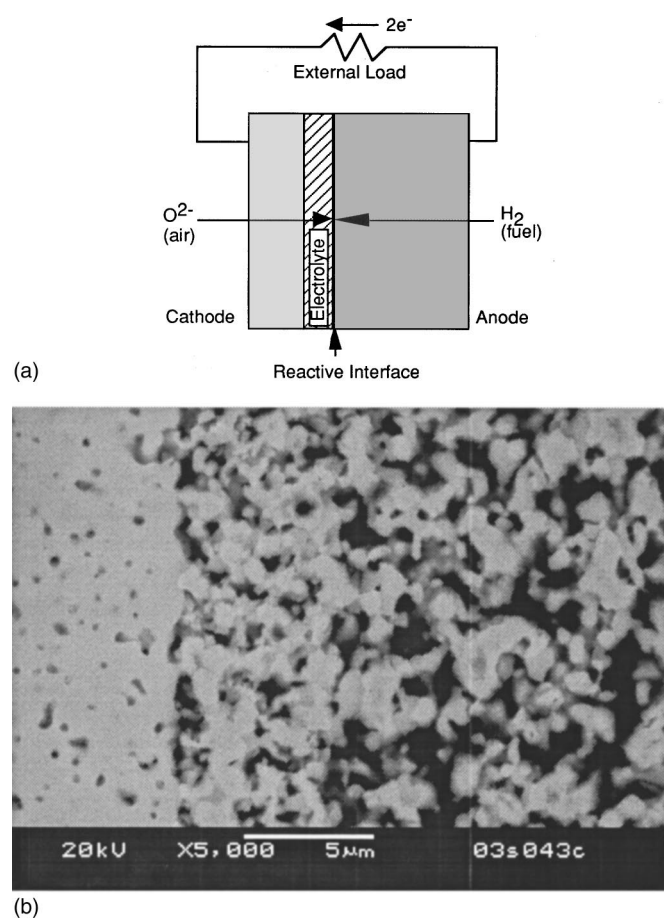 2e-
External Load
O2-
(air)
H2
(fuel)
Electrolyte
Cathode
Anode
Reactive Interface
(a)
20kV X5,000 5μm 03s043c
(b)